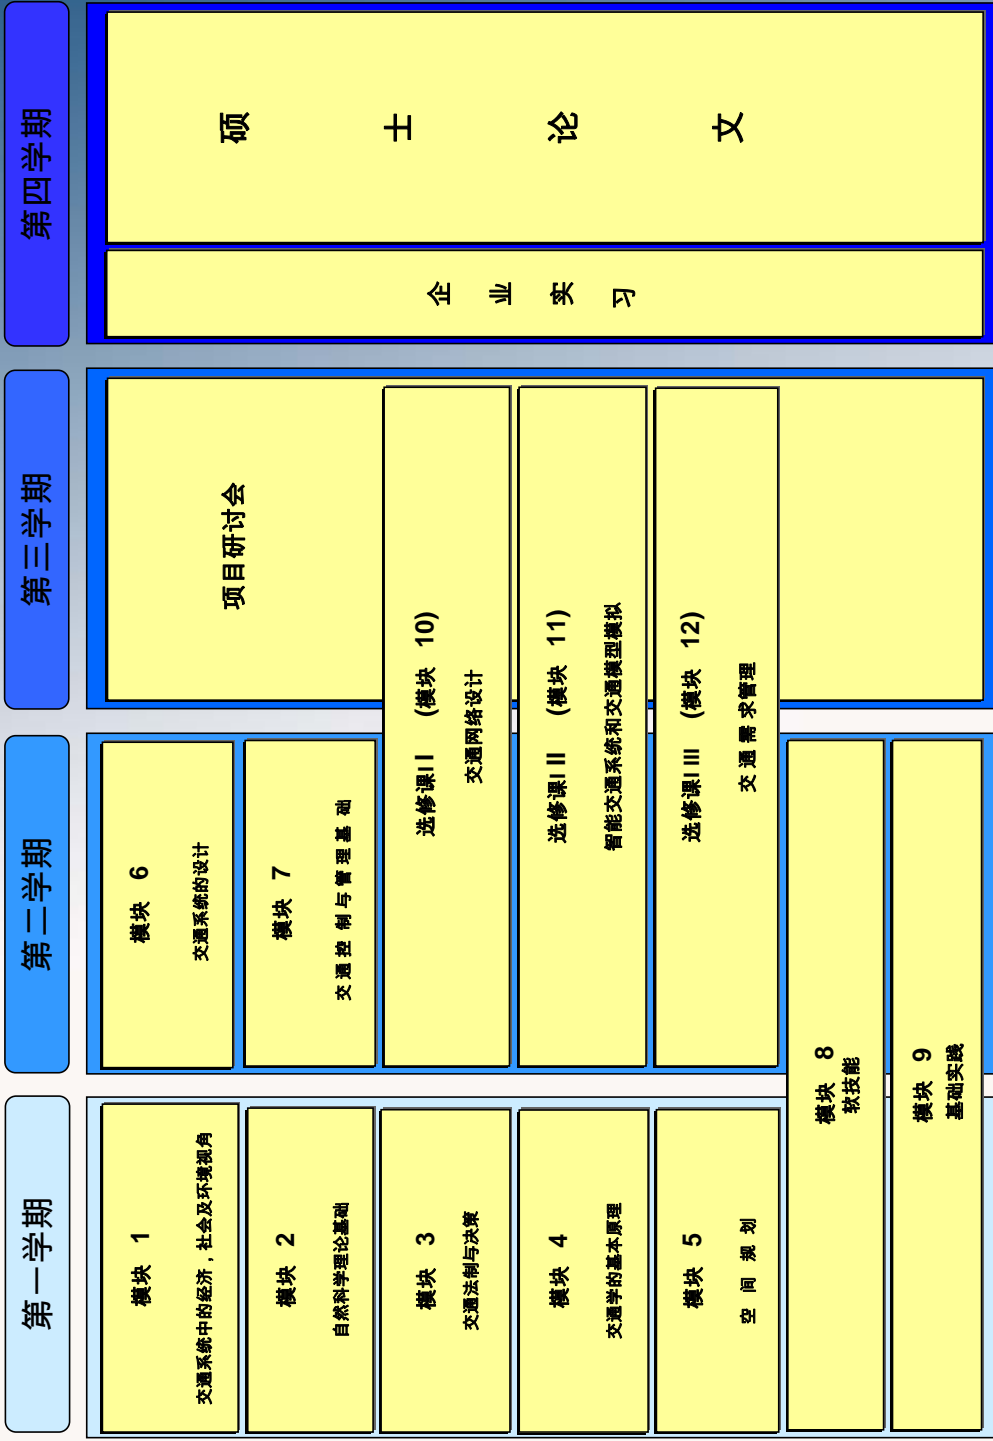 第一学期
模块 1
交通系统中的经济，社会及环境视角
模块 2
自然科学理论基础
模块 3
交通法制与决策
模块 4
交通学的基本原理
模块 5
空 间 规 划
第二学期
模块 6
交通系统的设计
模块 7
交 通 控 制 与 管 理 基 础
选修课I I (模块 10)
交通网络设计
选修课I II (模块 11)
智能交通系统和交通模型模拟
选修课I III (模块 12)
交 通 需 求管理
模块 8
软技能
模块 9
基础实践
第三学期
项目研讨会
第四学期
企 业 实 习
硕 士 论 文